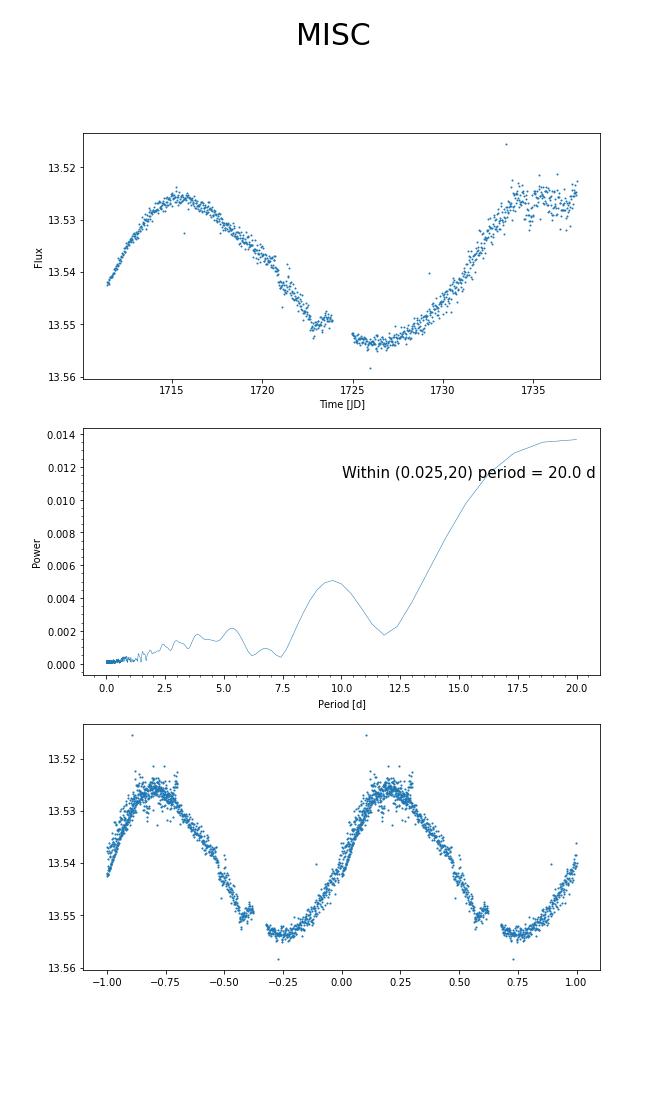 MISC
13.52
13.53
13.54
13.55
13.56
Flux
1715 1720 1725 1730 1735
Time [JD]
0.014
0.012
0.010
0.008
0.006
0.004
0.002
0.000
Power
Within (0.025,20) period = 20.0 d
0.0 2.5 5.0 7.5 10.0 12.5 15.0 17.5 20.0
Period [d]
13.52
13.53
13.54
13.55
13.56
−1.00 −0.75 −0.50 −0.25 0.00 0.25 0.50 0.75 1.00